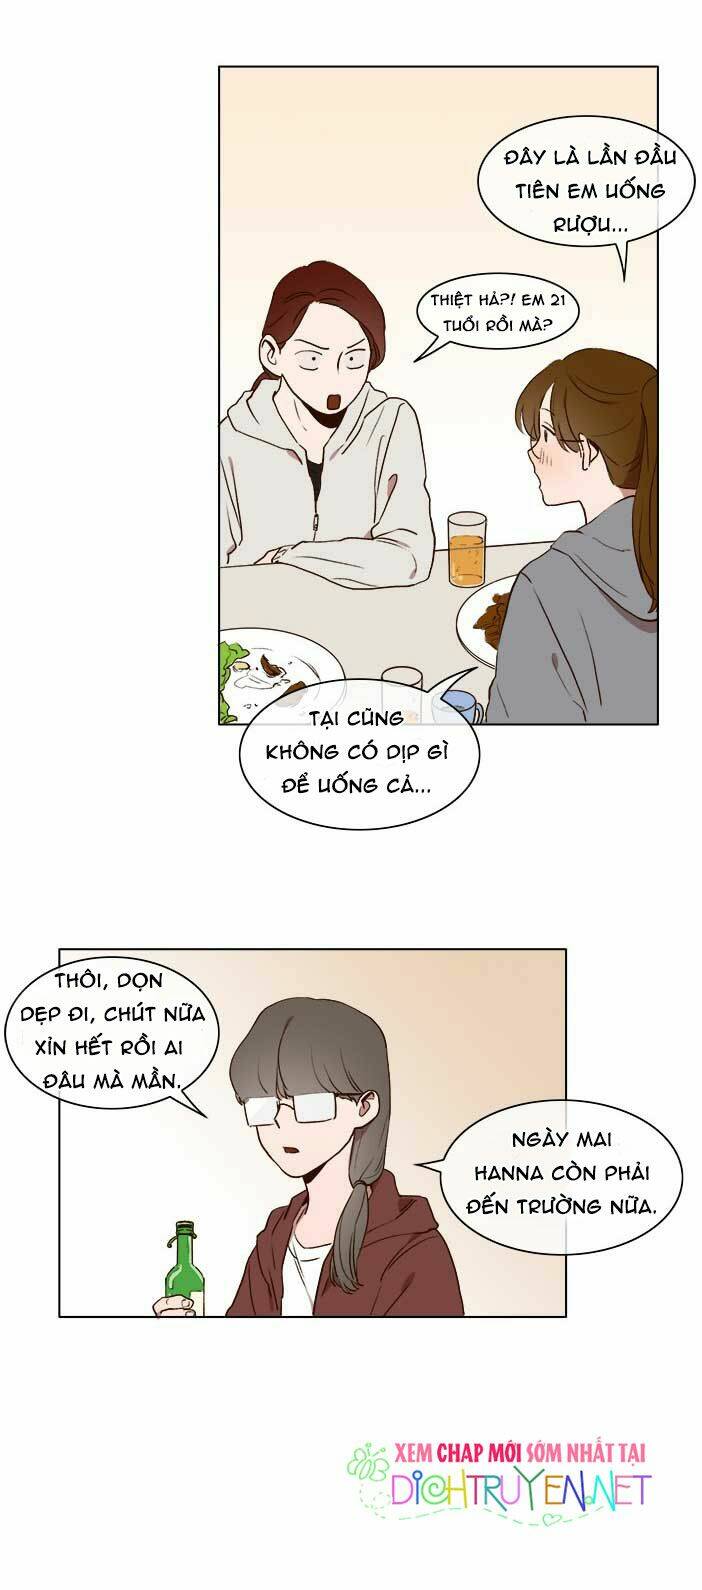 ĐÂY LÀ LẦN ĐẦU
TIÊN EM UỐNG
RƯỢU...
THIỆT HẢ?! EM 21
TUỔI RỒI MÀ?
TẠI CŨNG
KHÔNG CÓ DỊP GÌ
ĐỂ UỐNG CẢ...
THÔI, DỌN
DẸP ĐI, CHÚT NỮA
XỈN HẾT RỒI AI
ĐÂU MÀ MẦN.
NGÀY MAI
HANNA CÒN PHẢI
ĐẾN TRƯỜNG NỮA.
XEM CHAP MỚI SỚM NHẤT TẠI
DICHTRUYEN.NET